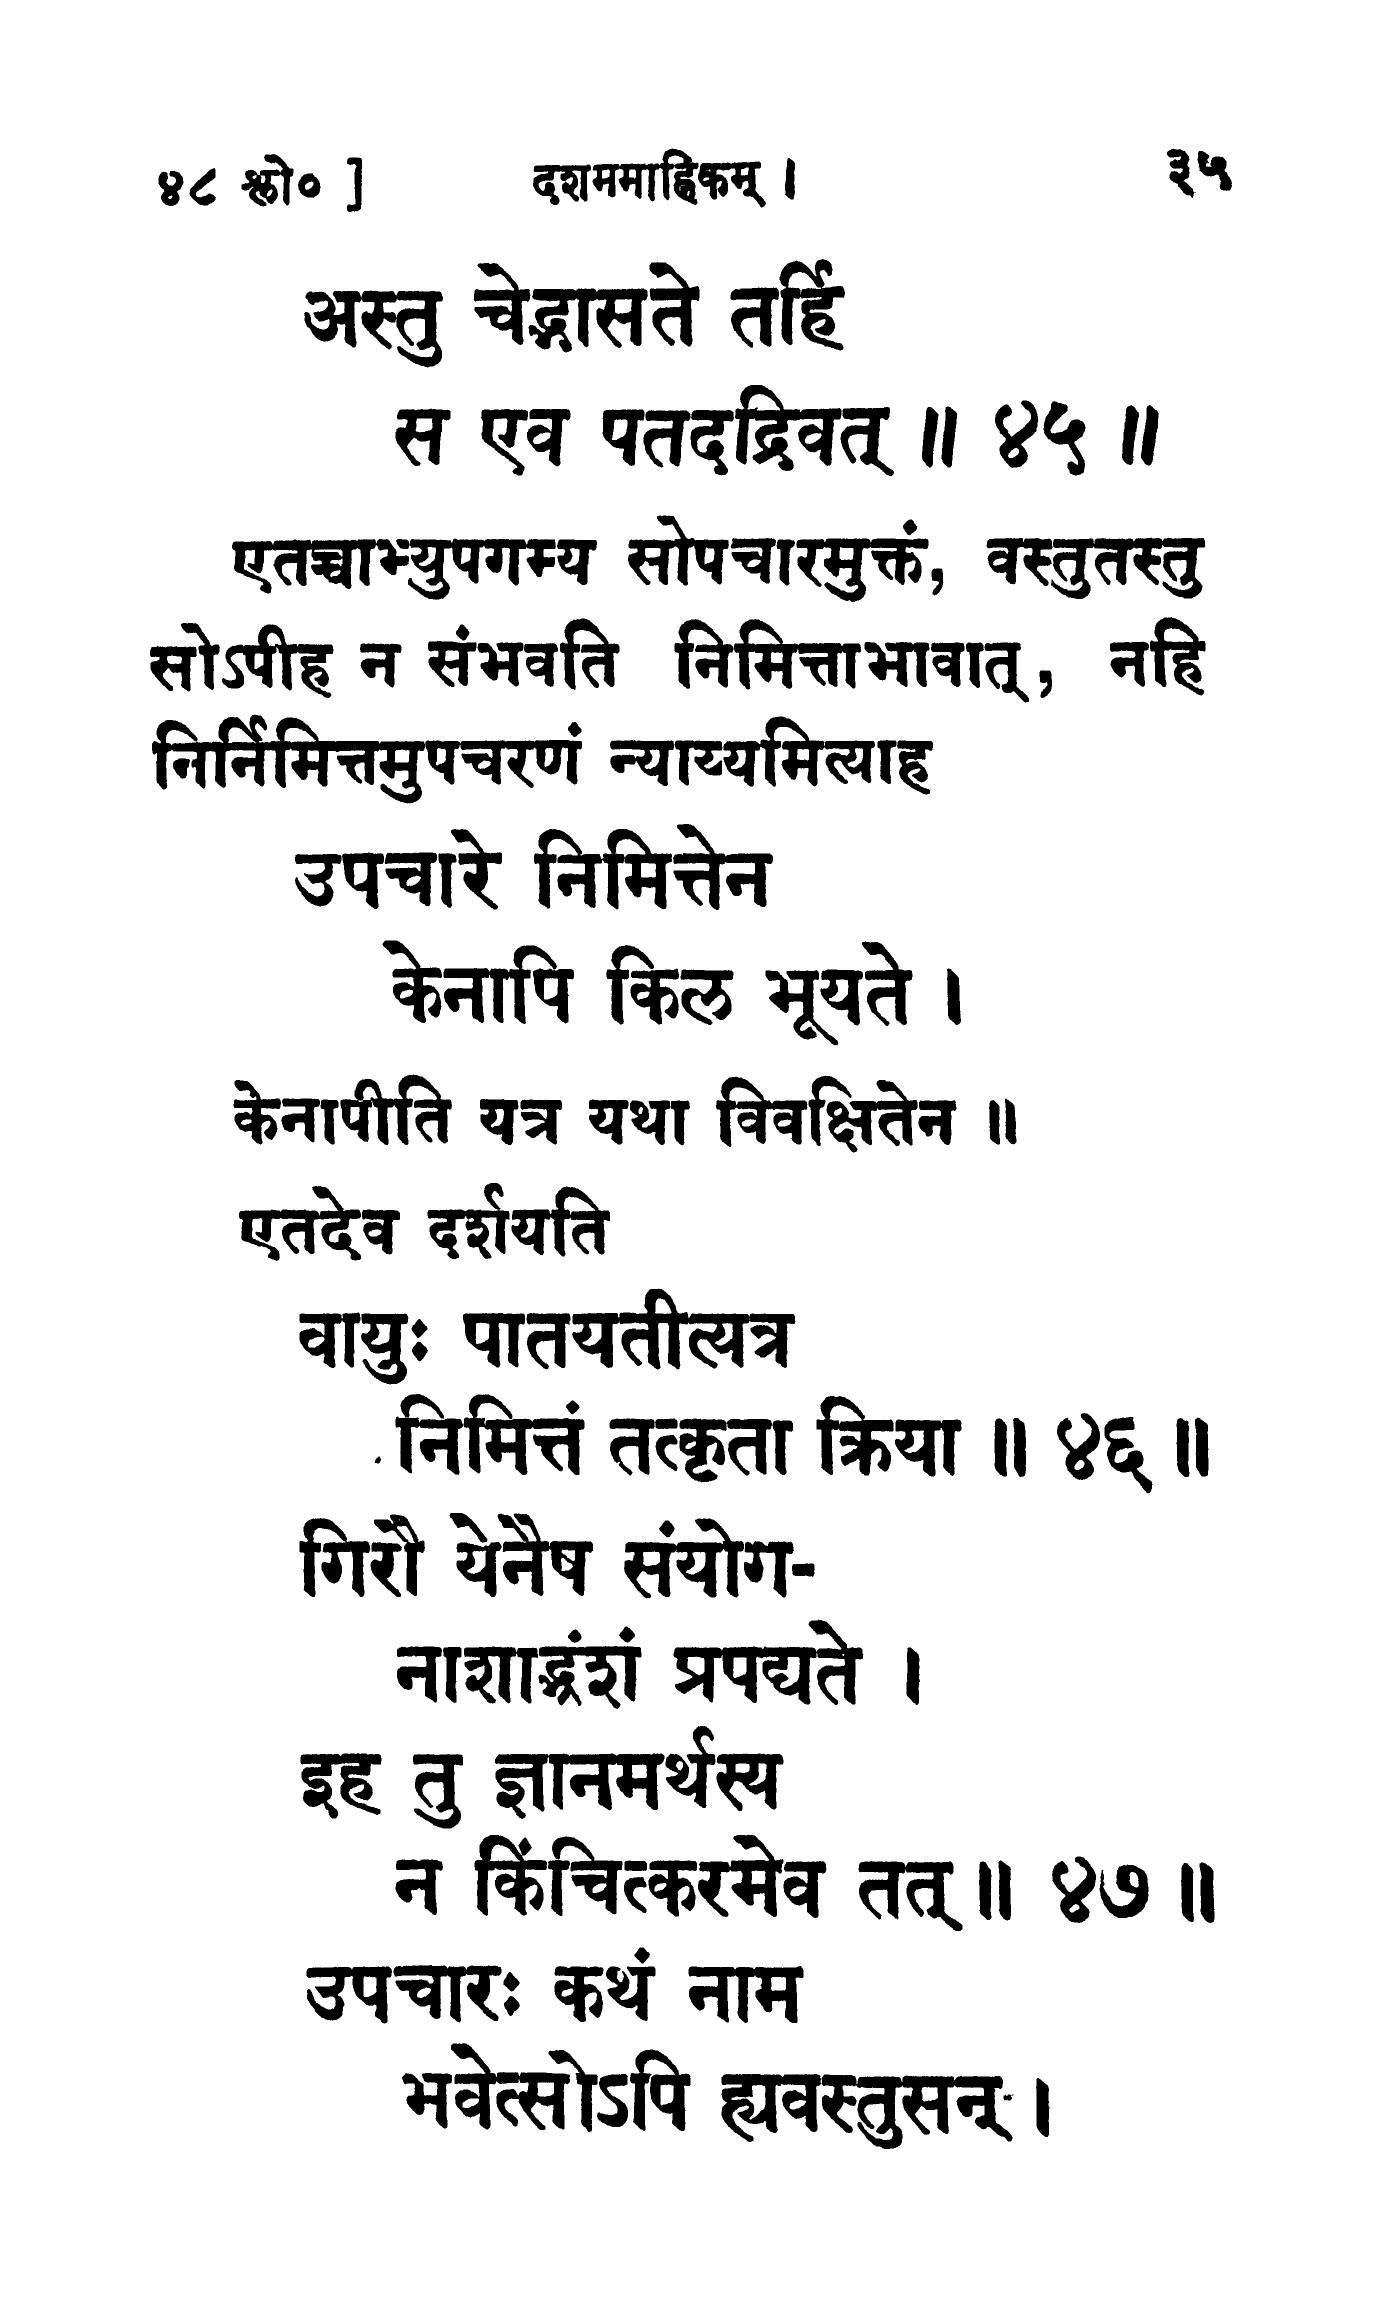 ४८ श्लो० ] दशममाह्निकम् । ३५
अस्तु चेद्भासते तर्हि
स एव पतदद्रिवत् ॥ ४५ ॥
एतच्चाभ्युपगम्य सोपचारमुक्तं, वस्तुतस्तु
सोऽपीह न संभवति निमित्ताभावात्, नहि
निर्निमित्तमुपचरणं न्याय्यमित्याह
उपचारे निमित्तेन
केनापि किल भूयते ।
केनापीति यत्र यथा विवक्षितेन ॥
एतदेव दर्शयति
वायुः पातयतीत्यत्र
निमित्तं तत्कृता क्रिया ॥ ४६ ॥
गिरौ येनैष संयोग-
नाशाद्भ्रंशं प्रपद्यते ।
इह तु ज्ञानमर्थस्य
न किंचित्करमेव तत् ॥ ४७ ॥
उपचारः कथं नाम
भवेत्सोऽपि ह्यवस्तुसन् ।